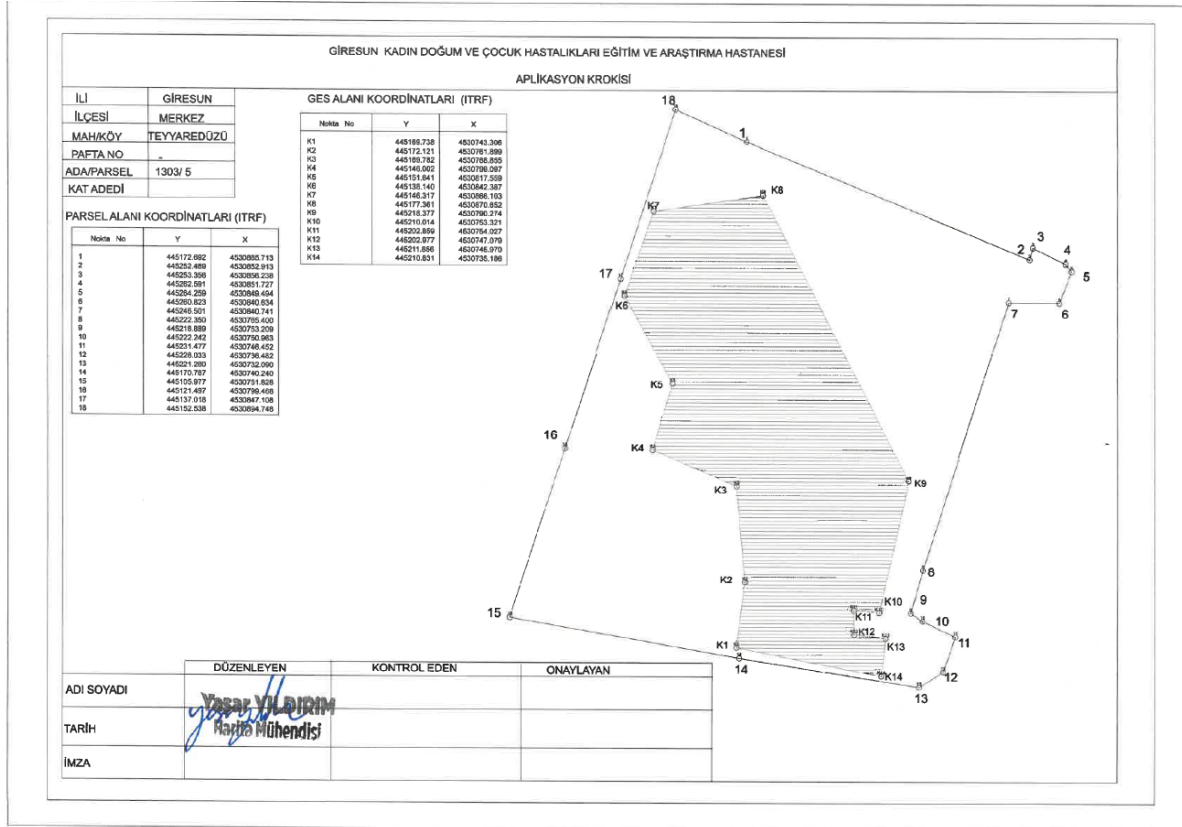 GİRESUN KADIN DOĞUM VE ÇOCUK HASTALIKLARI EĞİTİM VE ARAŞTIRMA HASTANESİ
APLİKASYON KROKİSİ
İLİ GİRESUN
İLÇESİ MERKEZ
MAH/KÖY TEYYAREDÜZÜ
PAFTA NO -
ADA/PARSEL 1303/ 5
KAT ADEDİ
GES ALANI KOORDİNATLARI (ITRF)
Nokta No Y X
K1 445169.738 4530743.306
K2 445172.121 4530761.899
K3 445169.782 4530788.855
K4 445146.002 4530799.097
K5 445151.641 4530817.559
K6 445138.140 4530842.387
K7 445146.317 4530866.103
K8 445177.361 4530870.852
K9 445218.377 4530790.274
K10 445210.014 4530753.321
K11 445202.859 4530754.027
K12 445202.977 4530747.079
K13 445211.856 4530745.970
K14 445210.831 4530735.186
PARSEL ALANI KOORDİNATLARI (ITRF)
Nokta No Y X
1 445172.692 4530885.713
2 445252.489 4530852.913
3 445253.356 4530856.238
4 445262.591 4530851.727
5 445264.259 4530849.494
6 445260.823 4530840.634
7 445246.501 4530840.741
8 445222.350 4530765.400
9 445218.889 4530753.209
10 445222.242 4530750.963
11 445231.477 4530746.452
12 445228.033 4530736.482
13 445221.280 4530732.090
14 445170.787 4530740.240
15 445105.977 4530751.828
16 445121.497 4530799.468
17 445137.018 4530847.108
18 445152.538 4530894.748
18
1
K8
K7
3
2
4
5
17
7
6
K6
K5
16
K4
K3
K9
8
K2
K10
9
K11
10
15
K12
11
K13
K1
14
K14
12
13
DÜZENLEYEN KONTROL EDEN ONAYLAYAN
ADI SOYADI
Yaşar YILDIRIM
TARİH
Harita Mühendisi
İMZA